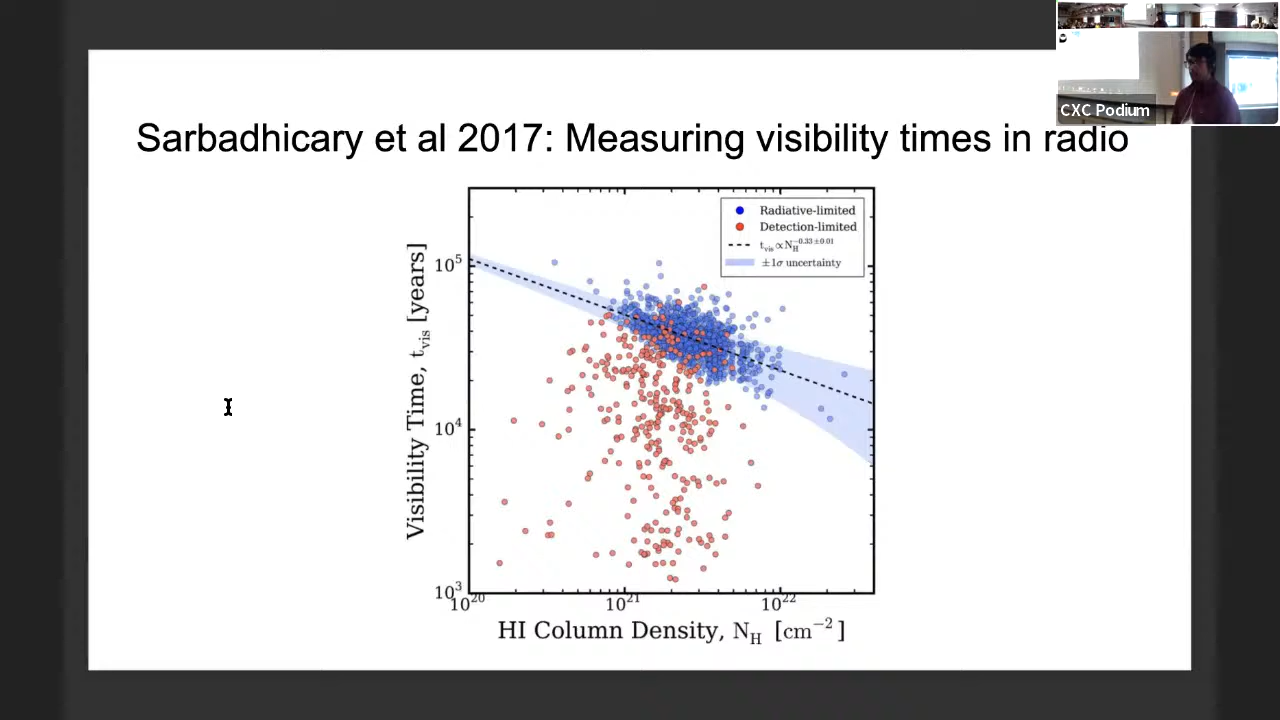 CXC Podium
Sarbadhicary et al 2017: Measuring visibility times in radio
Radiative-limited
Detection-limited
t_vis ∝ N_H^−0.33±0.01
±1σ uncertainty
Visibility Time, t_vis [years]
10^5
10^4
10^3
10^20 10^21 10^22
HI Column Density, N_H [cm^−2]